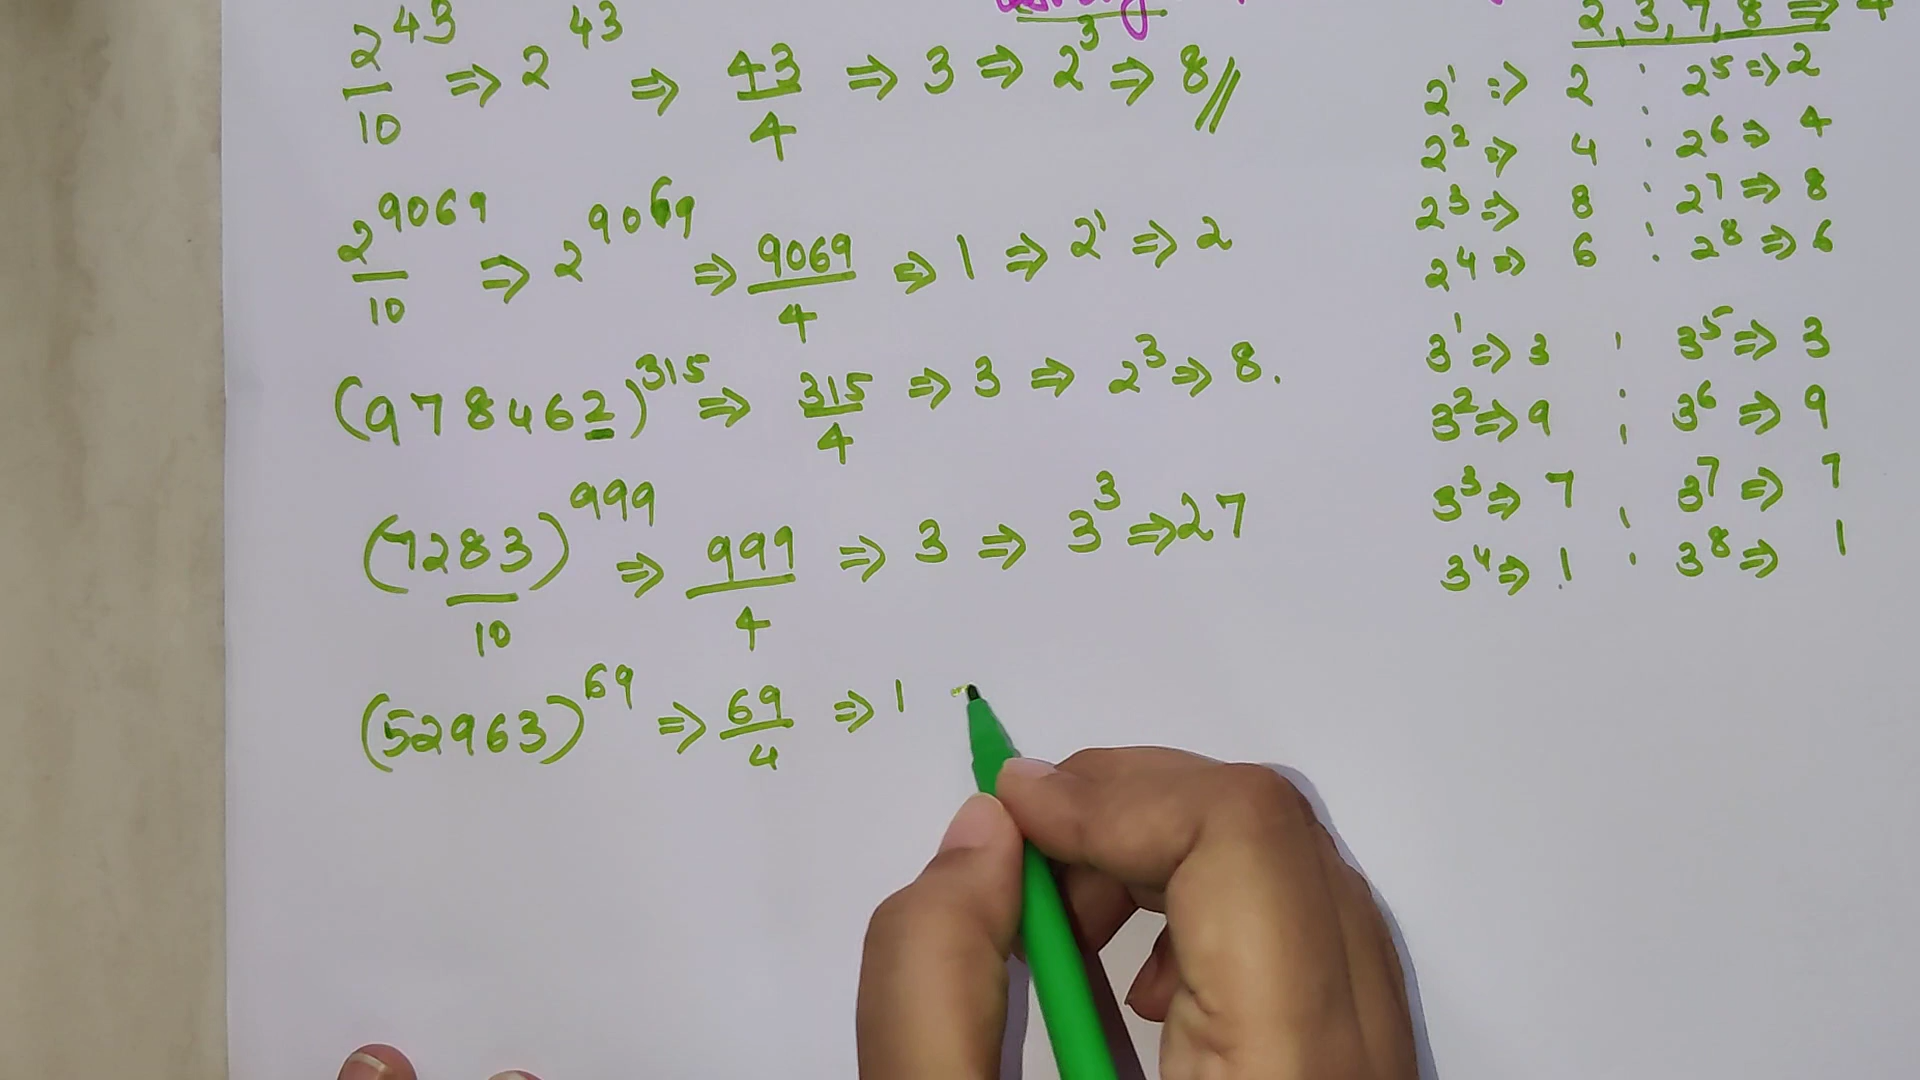 2^43/10 ⇒ 2^43 ⇒ 43/4 ⇒ 3 ⇒ 2^3 ⇒ 8//
2^9069/10 ⇒ 2^9069 ⇒ 9069/4 ⇒ 1 ⇒ 2^1 ⇒ 2
(978462)^315 ⇒ 315/4 ⇒ 3 ⇒ 2^3 ⇒ 8.
(7283)^999/10 ⇒ 999/4 ⇒ 3 ⇒ 3^3 ⇒ 27
(52963)^69 ⇒ 69/4 ⇒ 1
2, 3, 7, 8 ⇒ 4
2^1 ⇒ 2 : 2^5 ⇒ 2
2^2 ⇒ 4 : 2^6 ⇒ 4
2^3 ⇒ 8 : 2^7 ⇒ 8
2^4 ⇒ 6 : 2^8 ⇒ 6
3^1 ⇒ 3 : 3^5 ⇒ 3
3^2 ⇒ 9 : 3^6 ⇒ 9
3^3 ⇒ 7 : 3^7 ⇒ 7
3^4 ⇒ 1 : 3^8 ⇒ 1